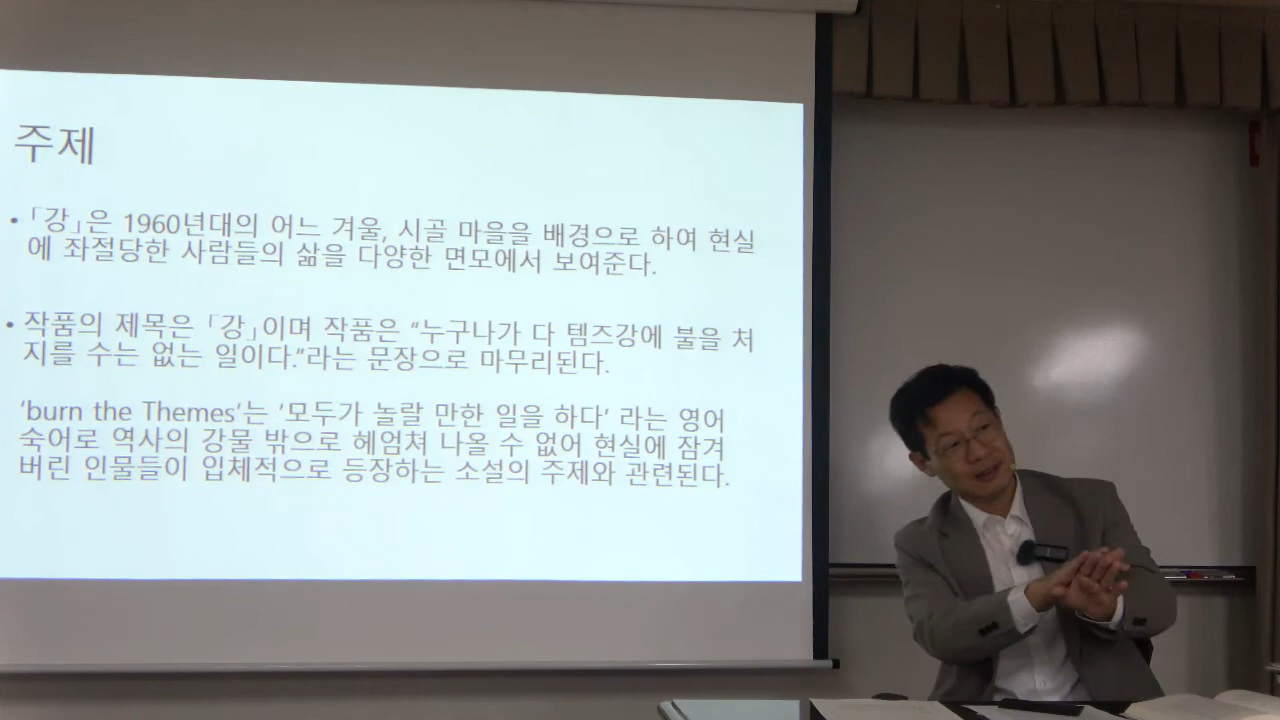 주제
• 「강」은 1960년대의 어느 겨울, 시골 마을을 배경으로 하여 현실
에 좌절당한 사람들의 삶을 다양한 면모에서 보여준다.
• 작품의 제목은 「강」이며 작품은 "누구나가 다 템즈강에 불을 처
지를 수는 없는 일이다."라는 문장으로 마무리된다.
'burn the Themes'는 '모두가 놀랄 만한 일을 하다' 라는 영어
숙어로 역사의 강물 밖으로 헤엄쳐 나올 수 없어 현실에 잠겨
버린 인물들이 입체적으로 등장하는 소설의 주제와 관련된다.